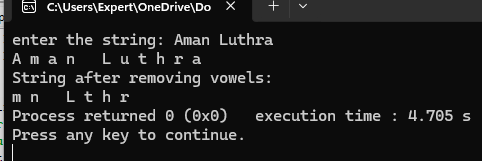 C:\Users\Expert\OneDrive\Do
enter the string: Aman Luthra
A m a n   L u t h r a
String after removing vowels:
m n   L t h r
Process returned 0 (0x0)   execution time : 4.705 s
Press any key to continue.